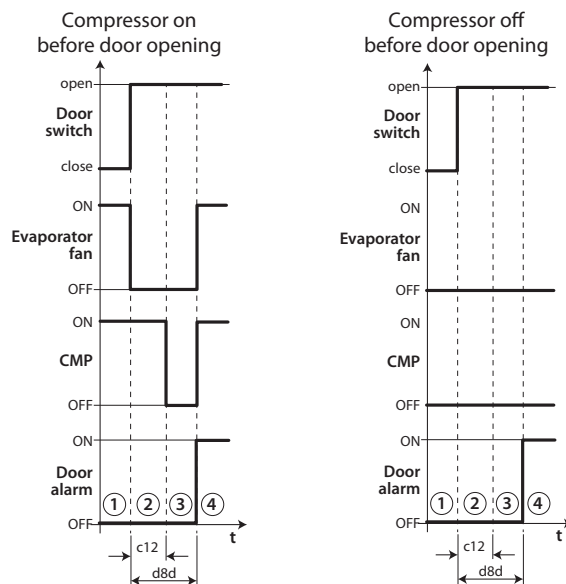 Compressor on
before door opening
open
Door
switch
close
ON
Evaporator
fan
OFF
ON
CMP
OFF
ON
Door
alarm
OFF
1 2 3 4
t
c12
d8d
Compressor off
before door opening
open
Door
switch
close
ON
Evaporator
fan
OFF
ON
CMP
OFF
ON
Door
alarm
OFF
1 2 3 4
t
c12
d8d